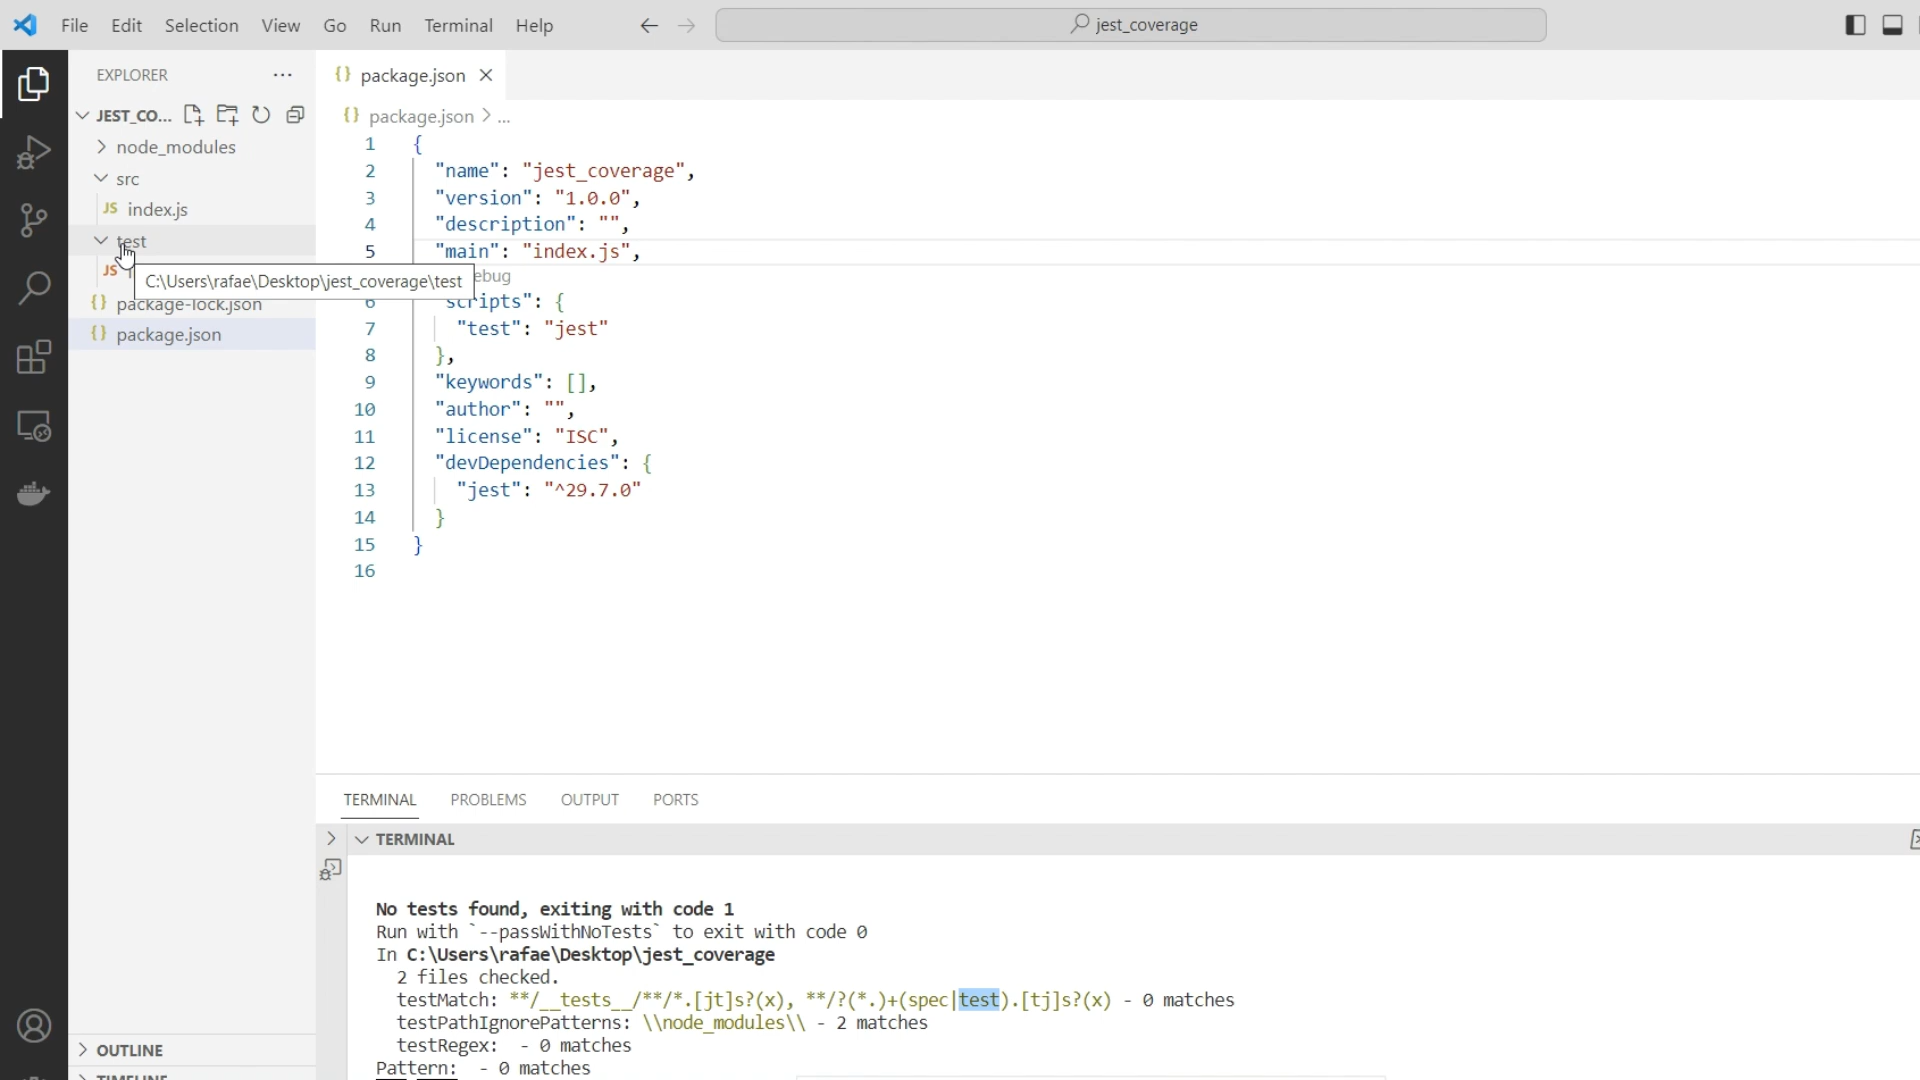 File Edit Selection View Go Run Terminal Help
jest_coverage
EXPLORER
JEST_CO...
node_modules
src
JS index.js
test
JS
C:\Users\rafae\Desktop\jest_coverage\test
{} package-lock.json
{} package.json
OUTLINE
TIMELINE
{} package.json
{} package.json > ...
1 {
2 "name": "jest_coverage",
3 "version": "1.0.0",
4 "description": "",
5 "main": "index.js",
ebug
6 scripts": {
7 "test": "jest"
8 },
9 "keywords": [],
10 "author": "",
11 "license": "ISC",
12 "devDependencies": {
13 "jest": "^29.7.0"
14 }
15 }
16
TERMINAL PROBLEMS OUTPUT PORTS
TERMINAL
No tests found, exiting with code 1
Run with `--passWithNoTests` to exit with code 0
In C:\Users\rafae\Desktop\jest_coverage
2 files checked.
testMatch: **/__tests__/**/*.[jt]s?(x), **/?(*.)+(spec|test).[tj]s?(x) - 0 matches
testPathIgnorePatterns: \\node_modules\\ - 2 matches
testRegex:  - 0 matches
Pattern:  - 0 matches